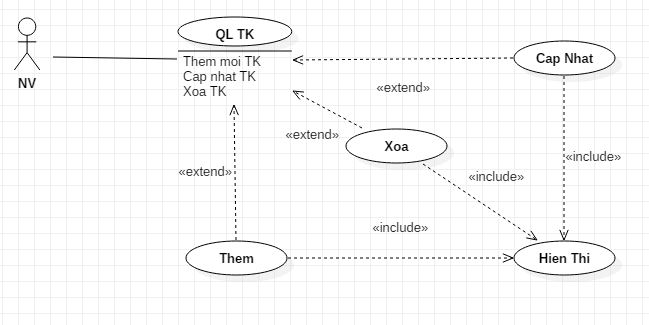 QL TK
Them moi TK
Cap nhat TK
Xoa TK
NV
Cap Nhat
«extend»
«extend»
Xoa
«include»
«extend»
«include»
«include»
Them
Hien Thi